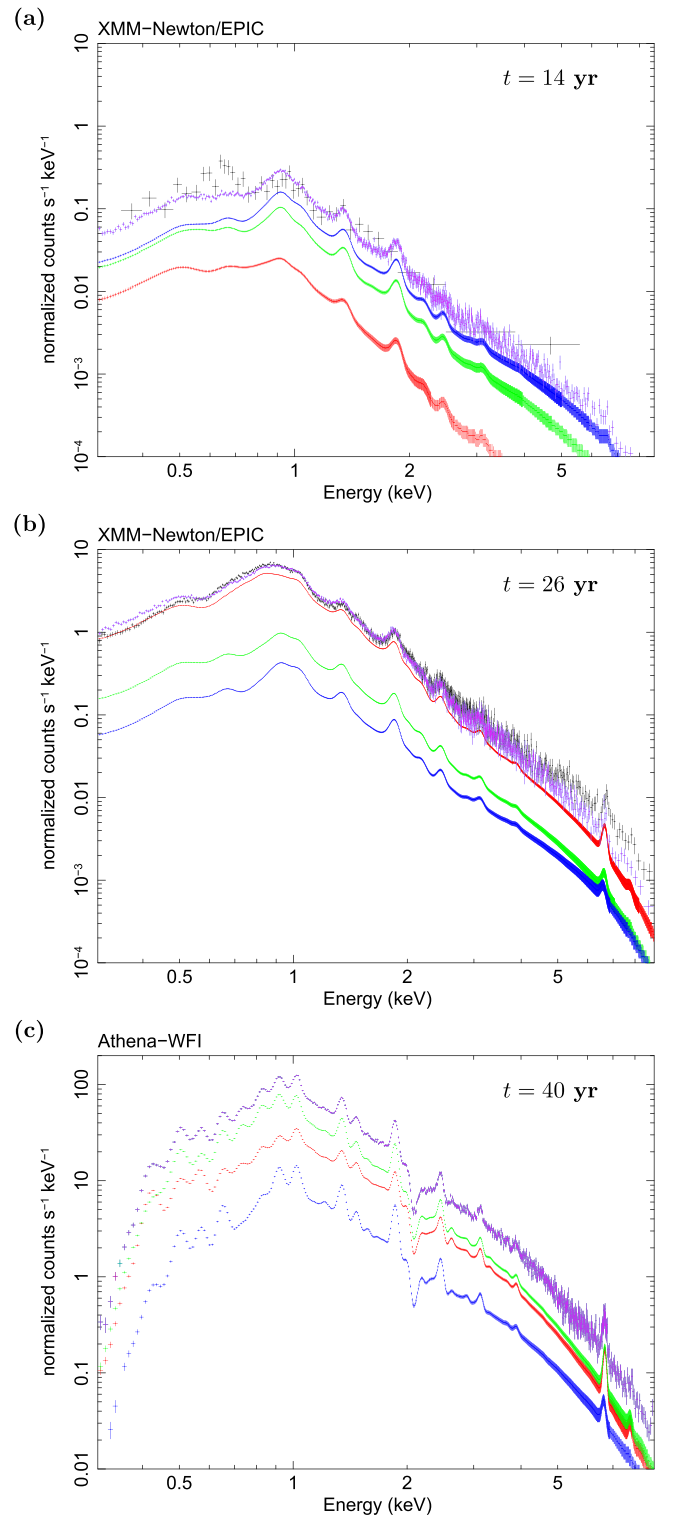 (a)
XMM−Newton/EPIC
t = 14 yr
normalized counts s⁻¹ keV⁻¹
10
1
0.1
0.01
10⁻³
10⁻⁴
0.5 1 2 5
Energy (keV)
(b)
XMM−Newton/EPIC
t = 26 yr
normalized counts s⁻¹ keV⁻¹
10
1
0.1
0.01
10⁻³
10⁻⁴
0.5 1 2 5
Energy (keV)
(c)
Athena−WFI
t = 40 yr
normalized counts s⁻¹ keV⁻¹
100
10
1
0.1
0.01
0.5 1 2 5
Energy (keV)